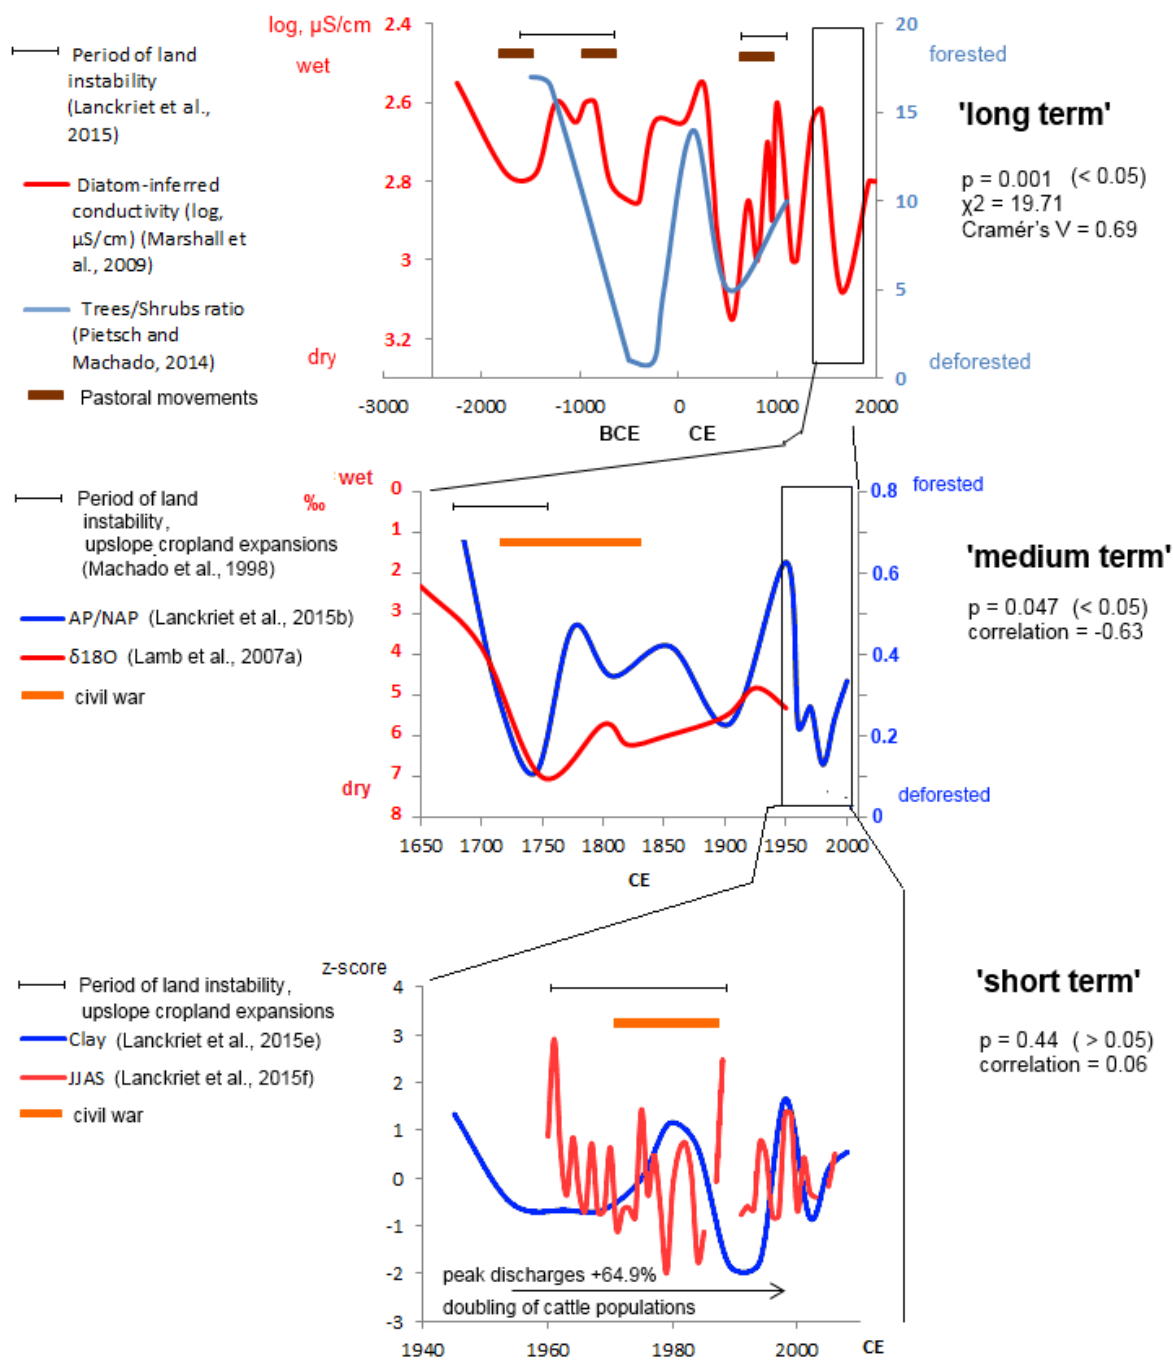 log, µS/cm
2.4
20
Period of land
instability
(Lanckriet et al.,
2015)
wet
forested
2.6
15
'long term'
Diatom-inferred
conductivity (log,
µS/cm) (Marshall et
al., 2009)
2.8
10
p = 0.001 (< 0.05)
χ2 = 19.71
Cramér's V = 0.69
3
5
Trees/Shrubs ratio
(Pietsch and
Machado, 2014)
3.2
dry
deforested
0
Pastoral movements
-3000 -2000 -1000 0 1000 2000
BCE CE
wet
0
0.8
forested
‰
Period of land
instability,
upslope cropland expansions
(Machado et al., 1998)
1
2
0.6
'medium term'
AP/NAP (Lanckriet et al., 2015b)
3
p = 0.047 (< 0.05)
correlation = -0.63
δ18O (Lamb et al., 2007a)
4
0.4
civil war
5
6
0.2
7
dry
deforested
8
0
1650 1700 1750 1800 1850 1900 1950 2000
CE
z-score
Period of land instability,
upslope cropland expansions
4
'short term'
Clay (Lanckriet et al., 2015e)
3
p = 0.44 ( > 0.05)
correlation = 0.06
JJAS (Lanckriet et al., 2015f)
2
civil war
1
0
-1
-2
peak discharges +64.9%
doubling of cattle populations
-3
1940 1960 1980 2000 CE